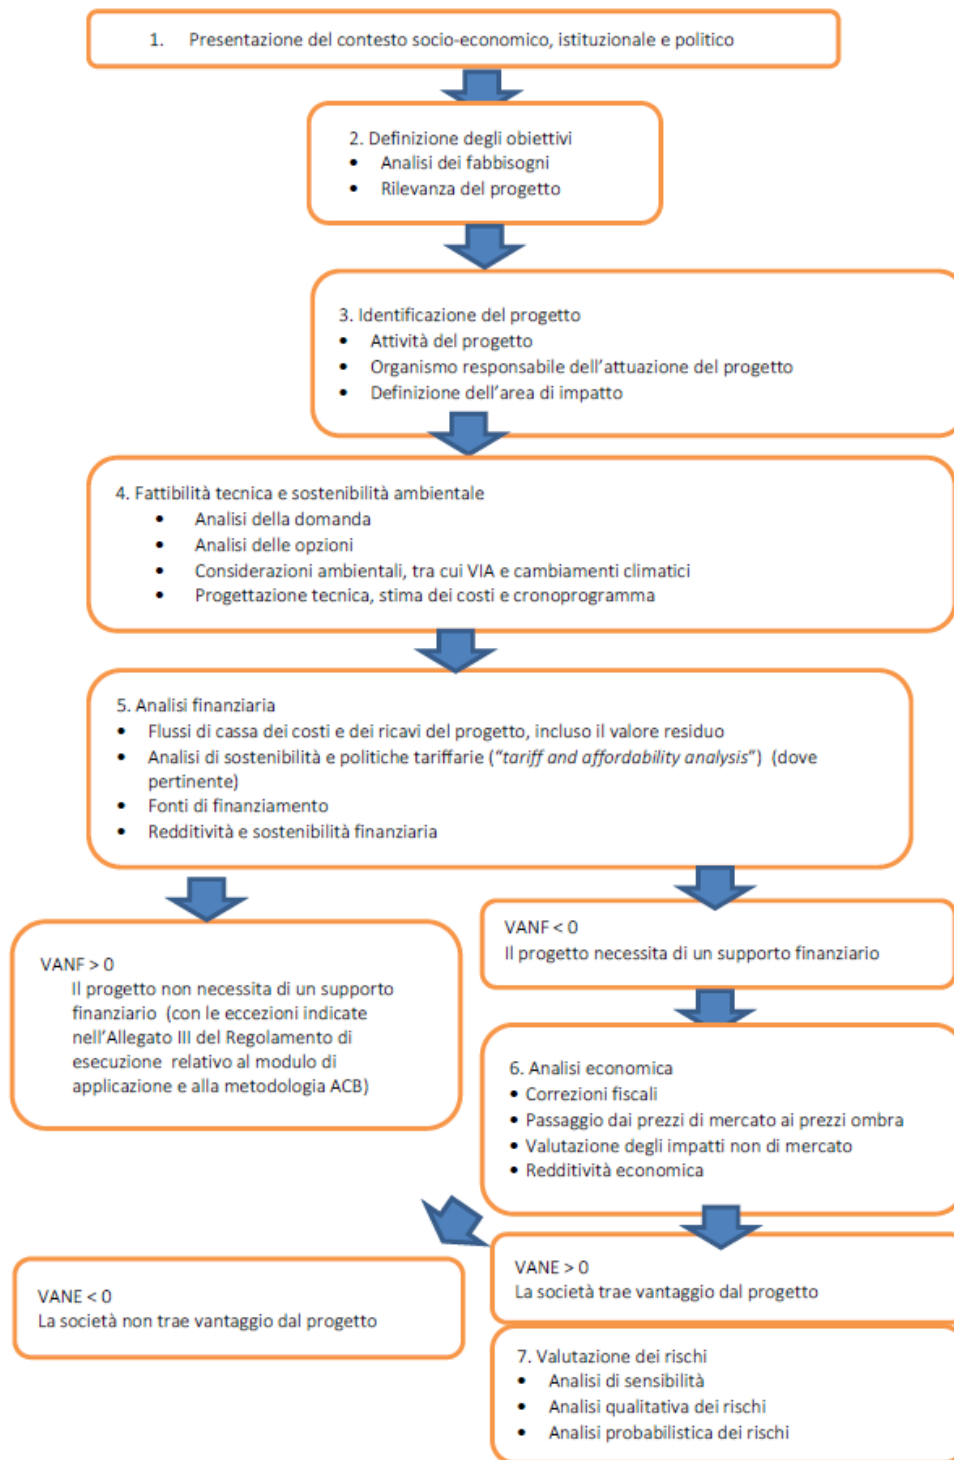 1. Presentazione del contesto socio-economico, istituzionale e politico
2. Definizione degli obiettivi
• Analisi dei fabbisogni
• Rilevanza del progetto
3. Identificazione del progetto
• Attività del progetto
• Organismo responsabile dell'attuazione del progetto
• Definizione dell'area di impatto
4. Fattibilità tecnica e sostenibilità ambientale
• Analisi della domanda
• Analisi delle opzioni
• Considerazioni ambientali, tra cui VIA e cambiamenti climatici
• Progettazione tecnica, stima dei costi e cronoprogramma
5. Analisi finanziaria
• Flussi di cassa dei costi e dei ricavi del progetto, incluso il valore residuo
• Analisi di sostenibilità e politiche tariffarie ("tariff and affordability analysis") (dove
pertinente)
• Fonti di finanziamento
• Redditività e sostenibilità finanziaria
VANF > 0
Il progetto non necessita di un supporto
finanziario (con le eccezioni indicate
nell'Allegato III del Regolamento di
esecuzione relativo al modulo di
applicazione e alla metodologia ACB)
VANF < 0
Il progetto necessita di un supporto finanziario
6. Analisi economica
• Correzioni fiscali
• Passaggio dai prezzi di mercato ai prezzi ombra
• Valutazione degli impatti non di mercato
• Redditività economica
VANE < 0
La società non trae vantaggio dal progetto
VANE > 0
La società trae vantaggio dal progetto
7. Valutazione dei rischi
• Analisi di sensibilità
• Analisi qualitativa dei rischi
• Analisi probabilistica dei rischi